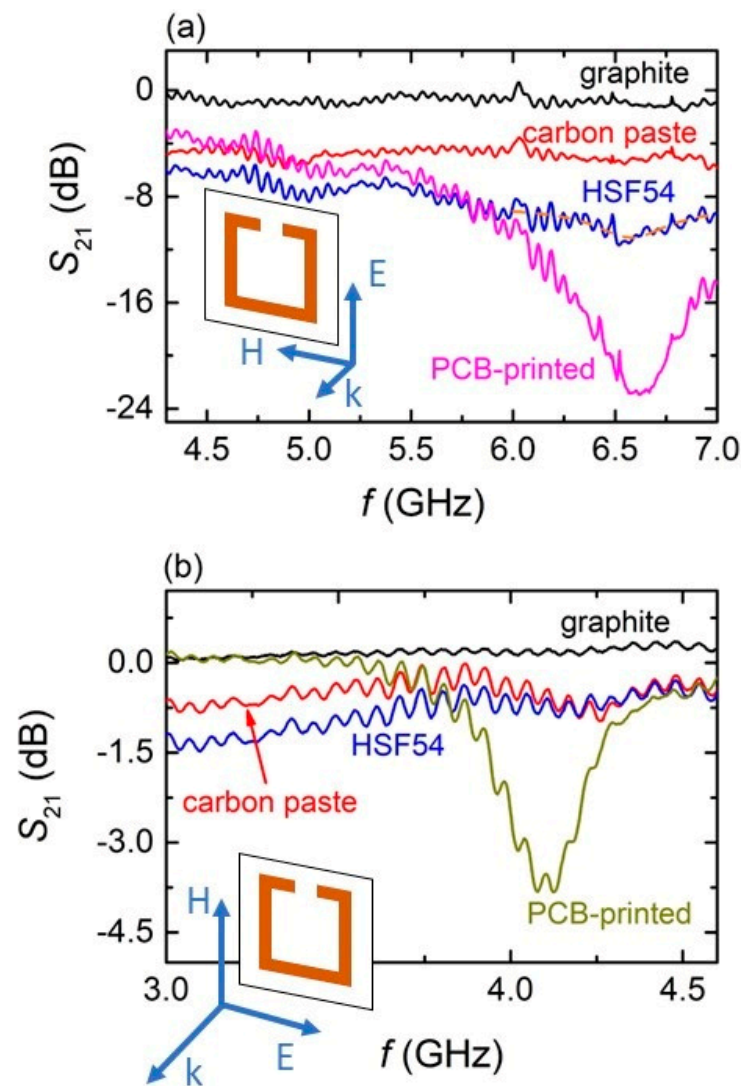 (a)
0
-8
-16
-24
S21 (dB)
graphite
carbon paste
HSF54
PCB-printed
E
H
k
4.5 5.0 5.5 6.0 6.5 7.0
f (GHz)
(b)
0.0
-1.5
-3.0
-4.5
S21 (dB)
graphite
HSF54
carbon paste
PCB-printed
H
E
k
3.0 4.0 4.5
f (GHz)